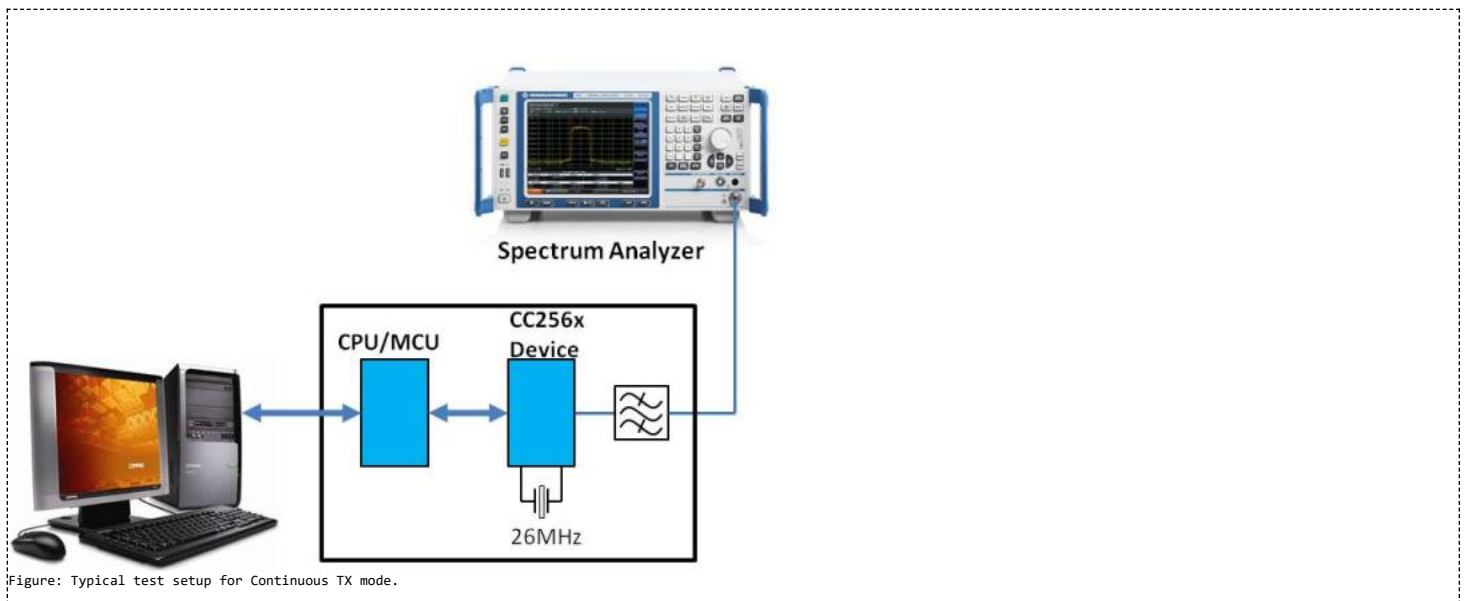 Spectrum Analyzer
CC256x
CPU/MCU
Device
26MHz
Figure: Typical test setup for Continuous TX mode.